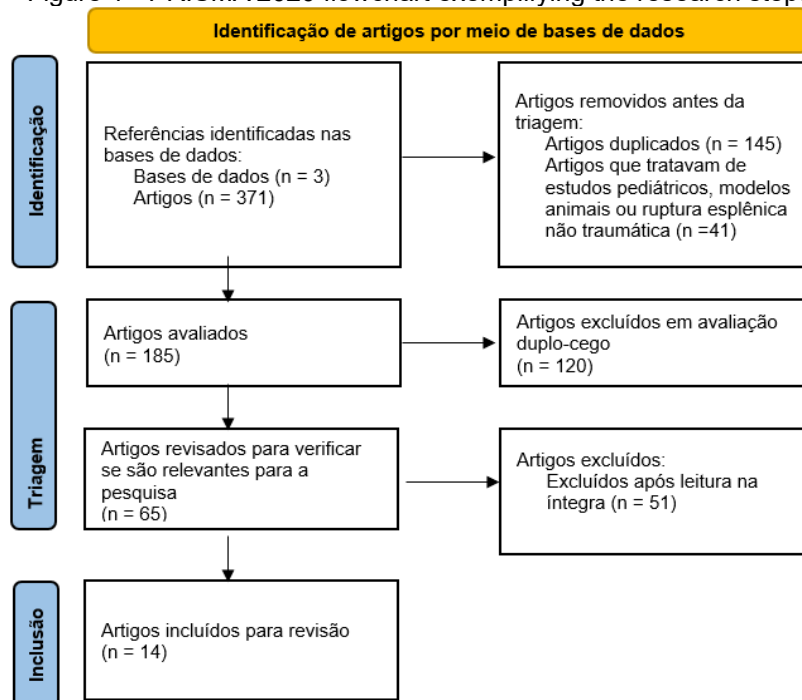 Identificação de artigos por meio de bases de dados
Identificação
Referências identificadas nas
bases de dados:
Bases de dados (n = 3)
Artigos (n = 371)
Artigos removidos antes da
triagem:
Artigos duplicados (n = 145)
Artigos que tratavam de
estudos pediátricos, modelos
animais ou ruptura esplênica
não traumática (n =41)
Triagem
Artigos avaliados
(n = 185)
Artigos excluídos em avaliação
duplo-cego
(n = 120)
Artigos revisados para verificar
se são relevantes para a
pesquisa
(n = 65)
Artigos excluídos:
Excluídos após leitura na
íntegra (n = 51)
Inclusão
Artigos incluídos para revisão
(n = 14)